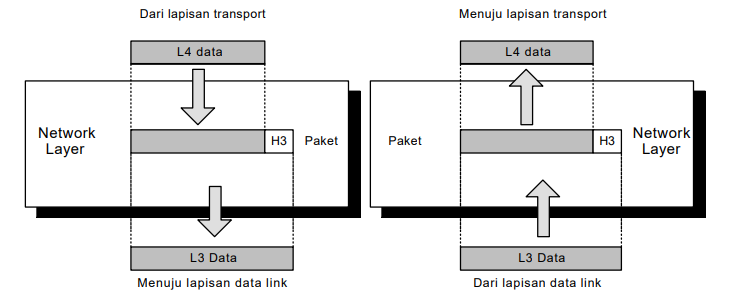 Dari lapisan transport
L4 data
Network
Layer
H3
Paket
L3 Data
Menuju lapisan data link
Menuju lapisan transport
L4 data
Paket
H3
Network
Layer
L3 Data
Dari lapisan data link